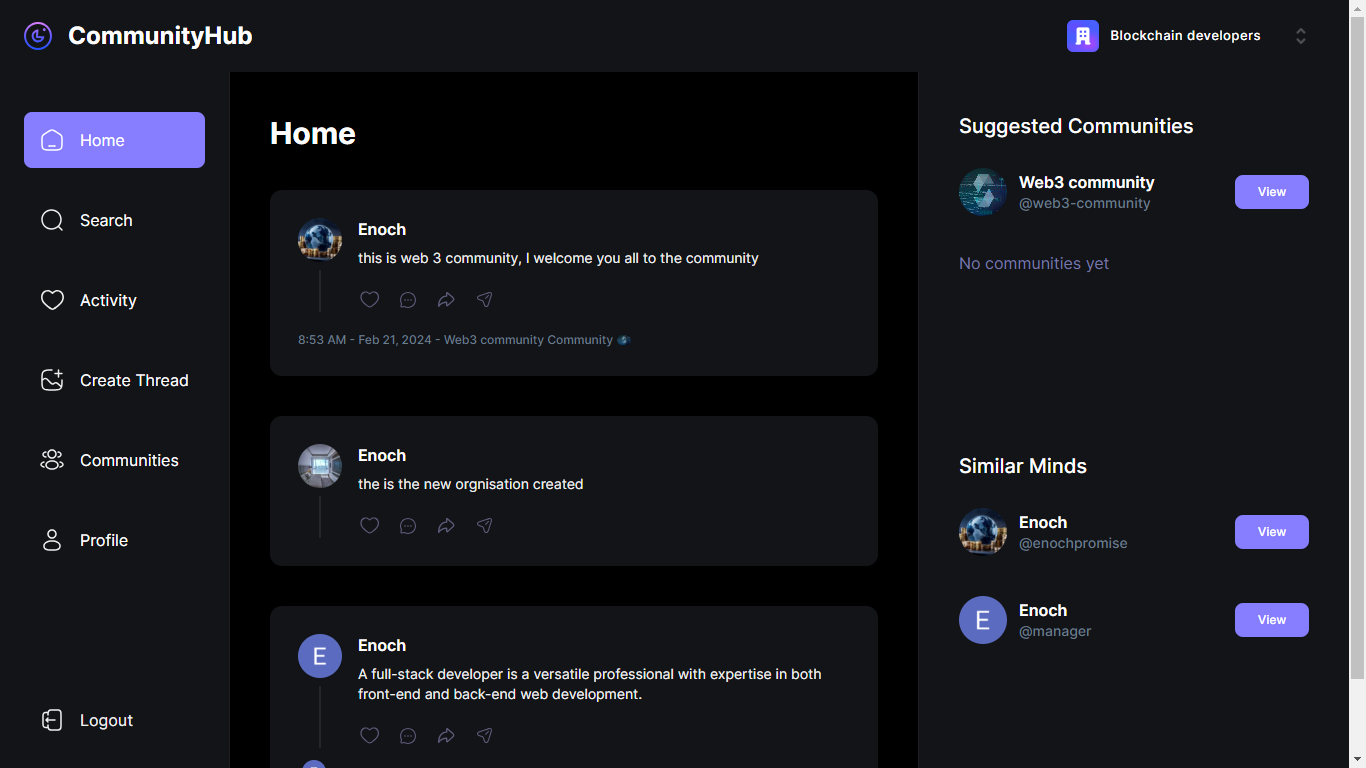 CommunityHub
Blockchain developers
Home
Search
Activity
Create Thread
Communities
Profile
Logout
Home
Enoch
this is web 3 community, I welcome you all to the community
8:53 AM - Feb 21, 2024 - Web3 community Community
Enoch
the is the new orgnisation created
E
Enoch
A full-stack developer is a versatile professional with expertise in both
front-end and back-end web development.
Suggested Communities
Web3 community
@web3-community
View
No communities yet
Similar Minds
Enoch
@enochpromise
View
E
Enoch
@manager
View